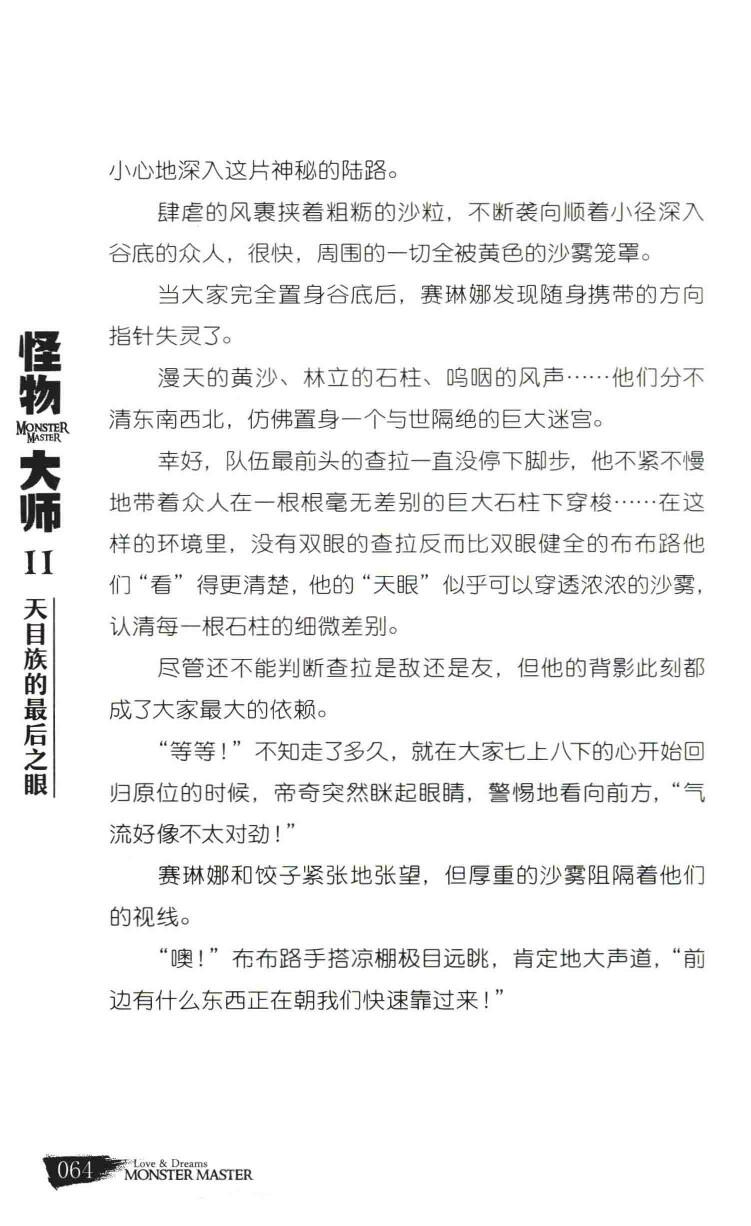 小心地深入这片神秘的陆路。
肆虐的风裹挟着粗粝的沙粒，不断袭向顺着小径深入
谷底的众人，很快，周围的一切全被黄色的沙雾笼罩。
当大家完全置身谷底后，赛琳娜发现随身携带的方向
指针失灵了。
漫天的黄沙、林立的石柱、呜咽的风声……他们分不
清东南西北，仿佛置身一个与世隔绝的巨大迷宫。
幸好，队伍最前头的查拉一直没停下脚步，他不紧不慢
地带着众人在一根根毫无差别的巨大石柱下穿梭……在这
样的环境里，没有双眼的查拉反而比双眼健全的布布路他
们“看”得更清楚，他的“天眼”似乎可以穿透浓浓的沙雾，
认清每一根石柱的细微差别。
尽管还不能判断查拉是敌还是友，但他的背影此刻都
成了大家最大的依赖。
“等等！”不知走了多久，就在大家七上八下的心开始回
归原位的时候，帝奇突然眯起眼睛，警惕地看向前方，“气
流好像不太对劲！”
赛琳娜和饺子紧张地张望，但厚重的沙雾阻隔着他们
的视线。
“噢！”布布路手搭凉棚极目远眺，肯定地大声道，“前
边有什么东西正在朝我们快速靠过来！”
怪物
MONSTER
MASTER
大师
II
天目族的最后之眼
064
Love & Dreams
MONSTER MASTER